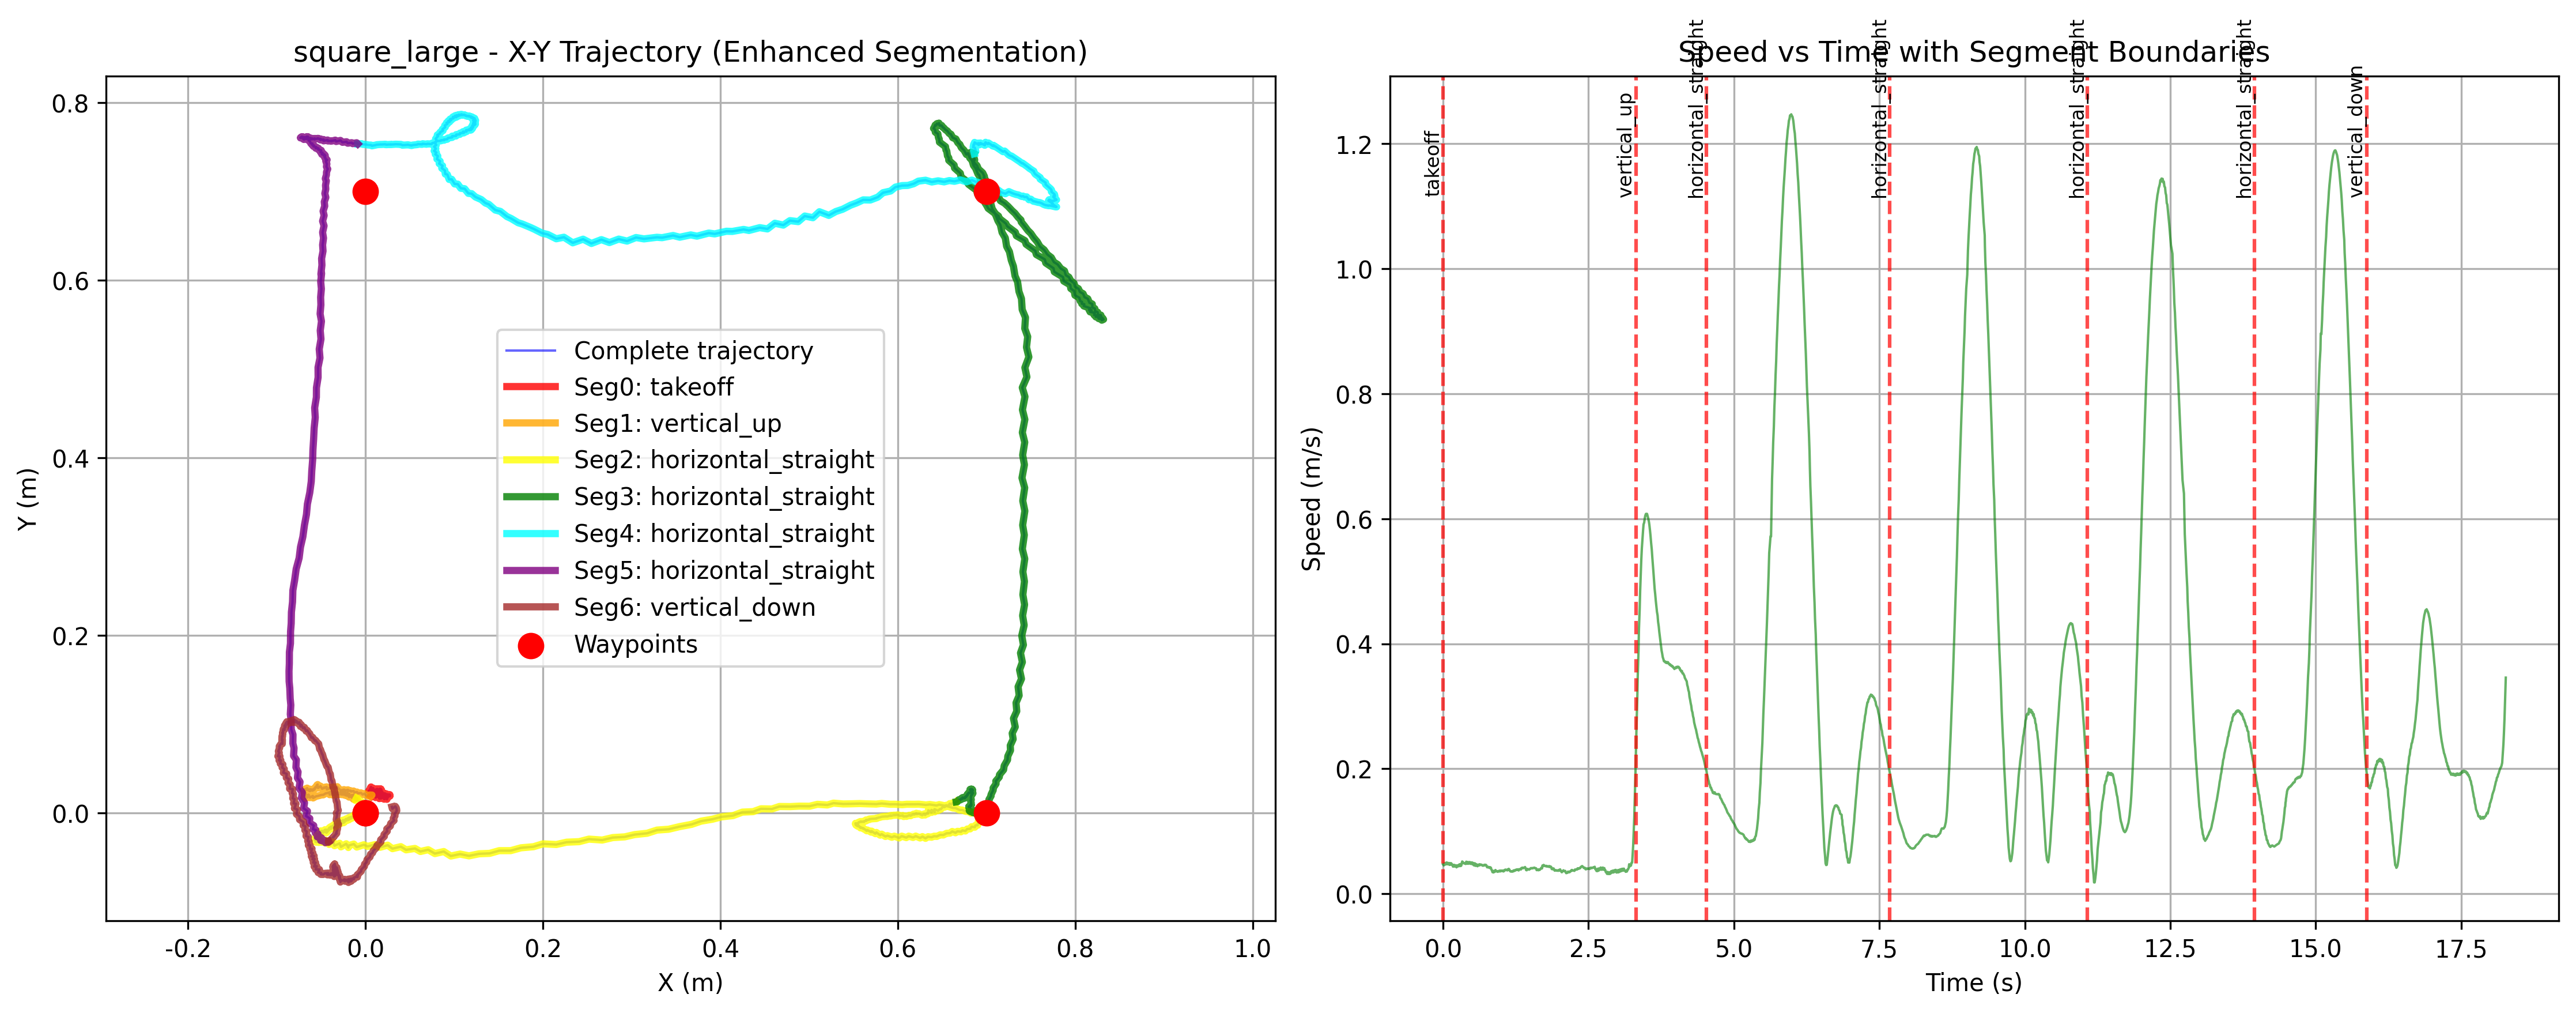 square_large - X-Y Trajectory (Enhanced Segmentation)
0.8
0.6
0.4
0.2
0.0
Y (m)
-0.2
0.0
0.2
0.4
0.6
0.8
1.0
X (m)
Complete trajectory
Seg0: takeoff
Seg1: vertical_up
Seg2: horizontal_straight
Seg3: horizontal_straight
Seg4: horizontal_straight
Seg5: horizontal_straight
Seg6: vertical_down
Waypoints
Speed vs Time with Segment Boundaries
takeoff
vertical_up
horizontal_straight
horizontal_straight
horizontal_straight
horizontal_straight
vertical_down
1.2
1.0
0.8
0.6
0.4
0.2
0.0
Speed (m/s)
0.0
2.5
5.0
7.5
10.0
12.5
15.0
17.5
Time (s)